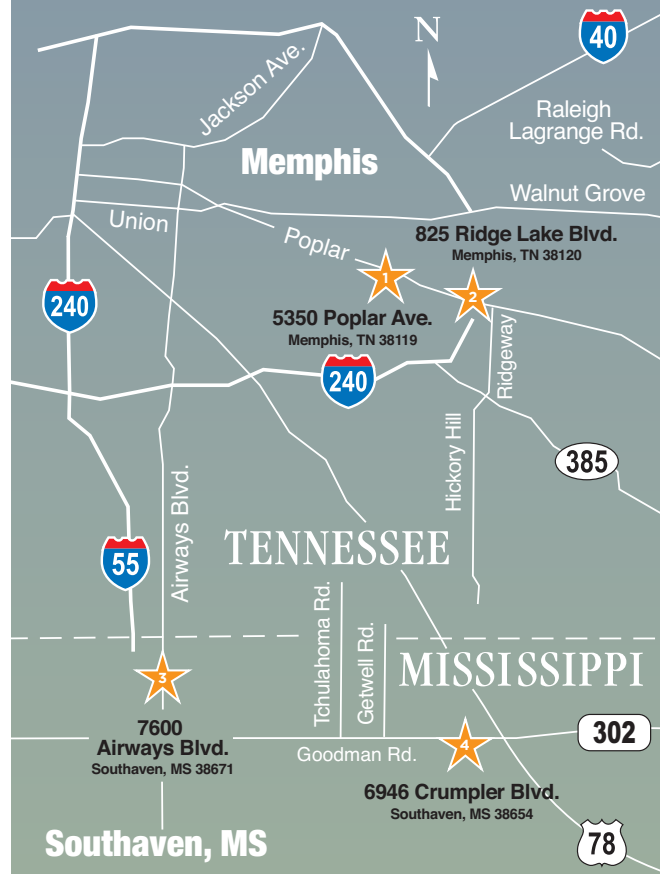 N
40
Jackson Ave.
Raleigh
Lagrange Rd.
Memphis
Walnut Grove
Union
Poplar
825 Ridge Lake Blvd.
Memphis, TN 38120
1
2
240
5350 Poplar Ave.
Memphis, TN 38119
Ridgeway
240
Hickory Hill
385
Airways Blvd.
TENNESSEE
55
Tchulahoma Rd.
Getwell Rd.
MISSISSIPPI
3
7600
Airways Blvd.
Southaven, MS 38671
302
4
Goodman Rd.
6946 Crumpler Blvd.
Southaven, MS 38654
Southaven, MS
78